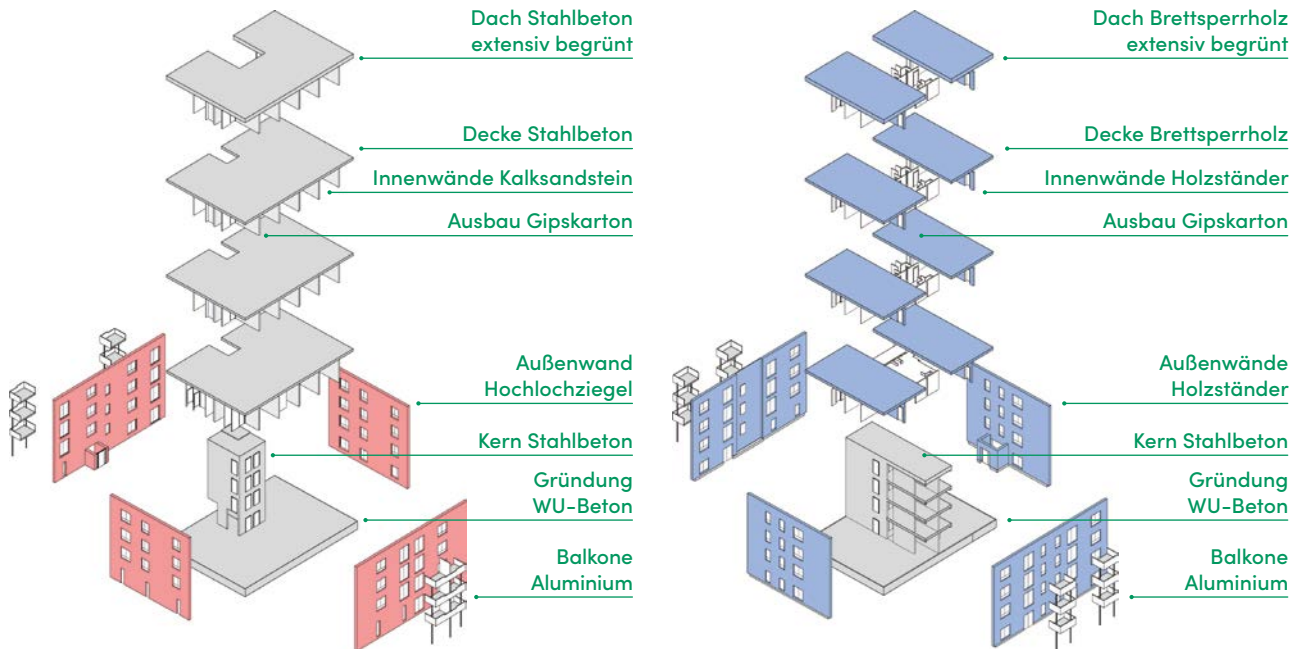 Dach Stahlbeton
extensiv begrünt
Decke Stahlbeton
Innenwände Kalksandstein
Ausbau Gipskarton
Außenwand
Hochlochziegel
Kern Stahlbeton
Gründung
WU-Beton
Balkone
Aluminium
Dach Brettsperrholz
extensiv begrünt
Decke Brettsperrholz
Innenwände Holzständer
Ausbau Gipskarton
Außenwände
Holzständer
Kern Stahlbeton
Gründung
WU-Beton
Balkone
Aluminium